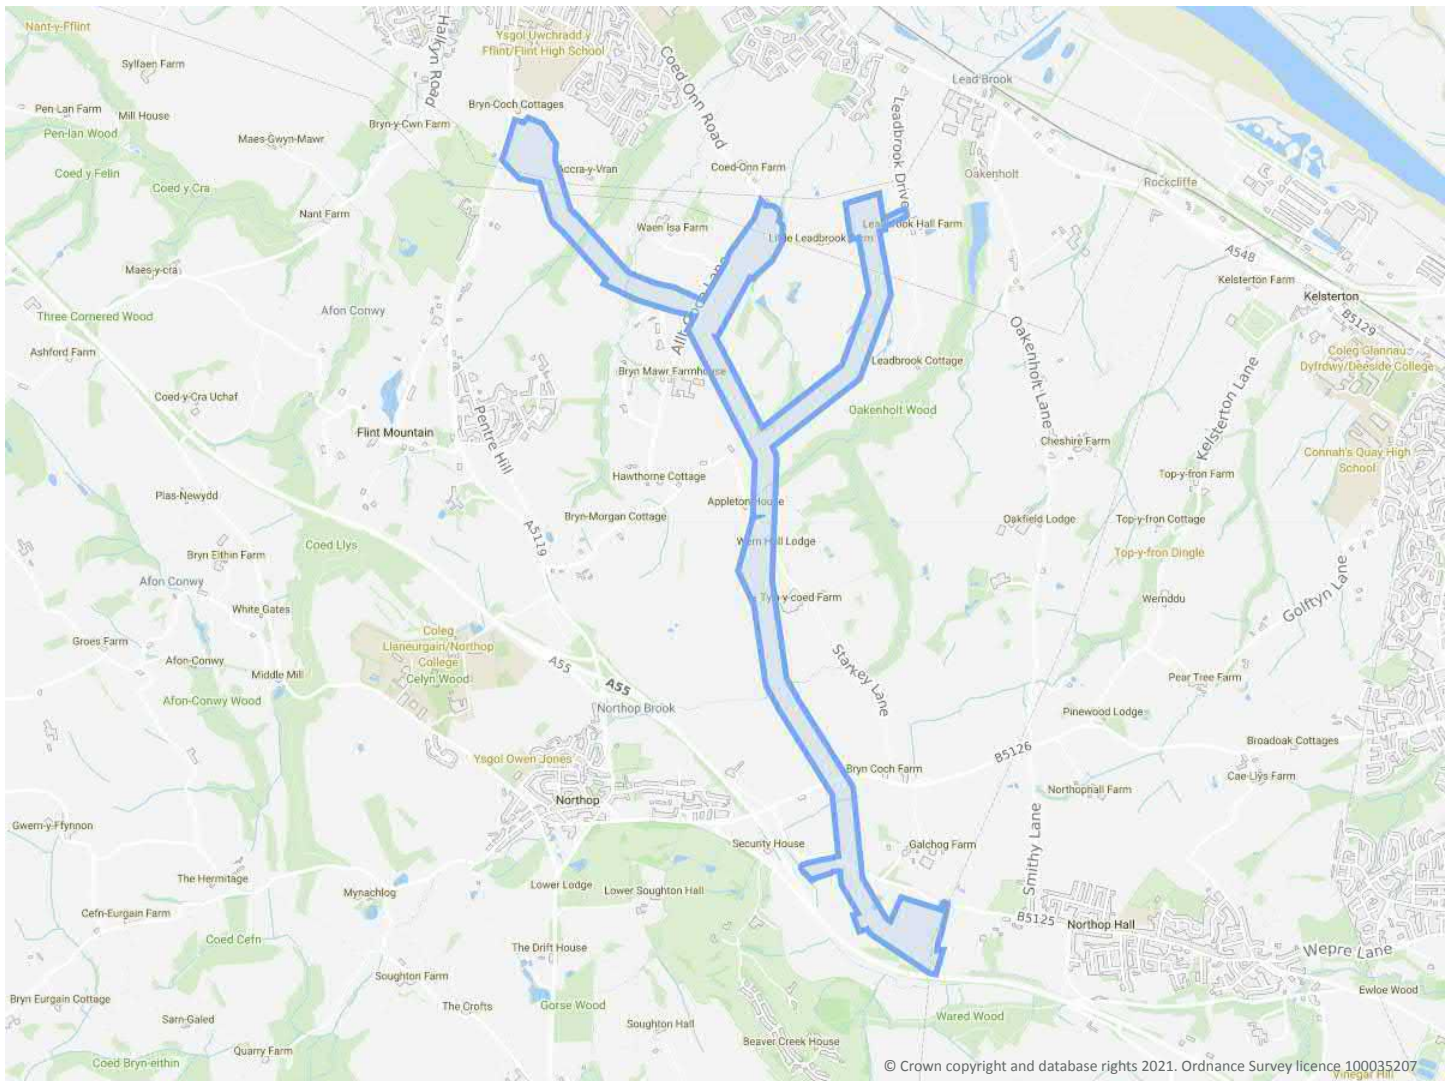 Nant-y-Fflint
Halkyn Road
Ysgol Uwchradd y
Fflint/Flint High School
Sylfaen Farm
Coed Onn Road
Lead Brook
Leadbrook Drive
Pen-Lan Farm
Mill House
Bryn-Coch Cottages
Pen-lan Wood
Bryn-y-Cwn Farm
Maes-Gwyn-Mawr
Coed y Felin
Accra-y-Vran
Coed-Onn Farm
Oakenholt
Rockcliffe
Coed y Cra
Nant Farm
Waen Isa Farm
Leadbrook Hall Farm
Little Leadbrook Farm
A548
Maes-y-cra
Kelsterton Farm
Kelsterton
Afon Conwy
Three Cornered Wood
B5129
Allt-Goch Lane
Oakenholt Lane
Ashford Farm
Coleg Glannau
Dyfrdwy/Deeside College
Leadbrook Cottage
Bryn Mawr Farmhouse
Kelsterton Lane
Coed-y-Cra Uchaf
Oakenholt Wood
Pentre Hill
Flint Mountain
Cheshire Farm
Connah's Quay High
School
Hawthorne Cottage
Top-y-fron Farm
Plas-Newydd
Appleton House
Bryn-Morgan Cottage
Oakfield Lodge
Top-y-fron Cottage
A5119
Wern Hall Lodge
Coed Llys
Bryn Eithin Farm
Top-y-fron Dingle
Afon Conwy
Golftyn Lane
Tyn-y-coed Farm
Wernddu
White Gates
Coleg
Llaneurgain/Northop
College
Groes Farm
Celyn Wood
Afon-Conwy
Middle Mill
A55
Starkey Lane
Pear Tree Farm
A55
Afon-Conwy Wood
Northop Brook
Pinewood Lodge
B5126
Broadoak Cottages
Ysgol Owen Jones
Bryn Coch Farm
Cae-Llys Farm
Northophall Farm
Northop
Gwern-y-Ffynnon
Security House
Galchog Farm
Smithy Lane
The Hermitage
Mynachlog
Lower Lodge
Lower Soughton Hall
Cefn-Eurgain Farm
B5125
Northop Hall
Coed Cefn
The Drift House
Wepre Lane
Soughton Farm
Bryn Eurgain Cottage
The Crofts
Gorse Wood
Ewloe Wood
Sarn-Galed
Soughton Hall
Wared Wood
Quarry Farm
Beaver Creek House
Coed Bryn-eithin
© Crown copyright and database rights 2021. Ordnance Survey licence 100035207
Vinegar Hill